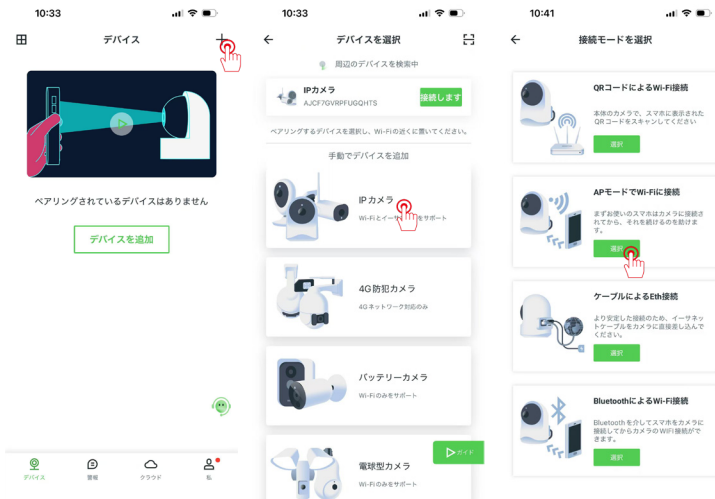 10:33
デバイス
ペアリングされているデバイスはありません
デバイスを追加
デバイス
警報
クラウド
私
10:33
デバイスを選択
周辺のデバイスを検索中
IPカメラ
AJCF7GVRPFUGQHTS
接続します
ペアリングするデバイスを選択し、Wi-Fiの近くに置いてください。
手動でデバイスを追加
IPカメラ
Wi-Fiとイーサ をサポート
4G防犯カメラ
4Gネットワーク対応のみ
バッテリーカメラ
Wi-Fiのみをサポート
電球型カメラ
Wi-Fiのみをサポート
ガイド
10:41
接続モードを選択
QRコードによるWi-Fi接続
本体のカメラで、スマホに表示された
QRコードをスキャンしてください
選択
APモードでWi-Fiに接続
まずお使いのスマホはカメラに接続さ
れてから、それを続けるのを助けま
す。
選択
ケーブルによるEth接続
より安定した接続のため、イーサネッ
トケーブルをカメラに直接差し込んで
ください。
選択
BluetoothによるWi-Fi接続
Bluetoothを介してスマホをカメラに
接続してからカメラのWIFI接続がで
きます。
選択